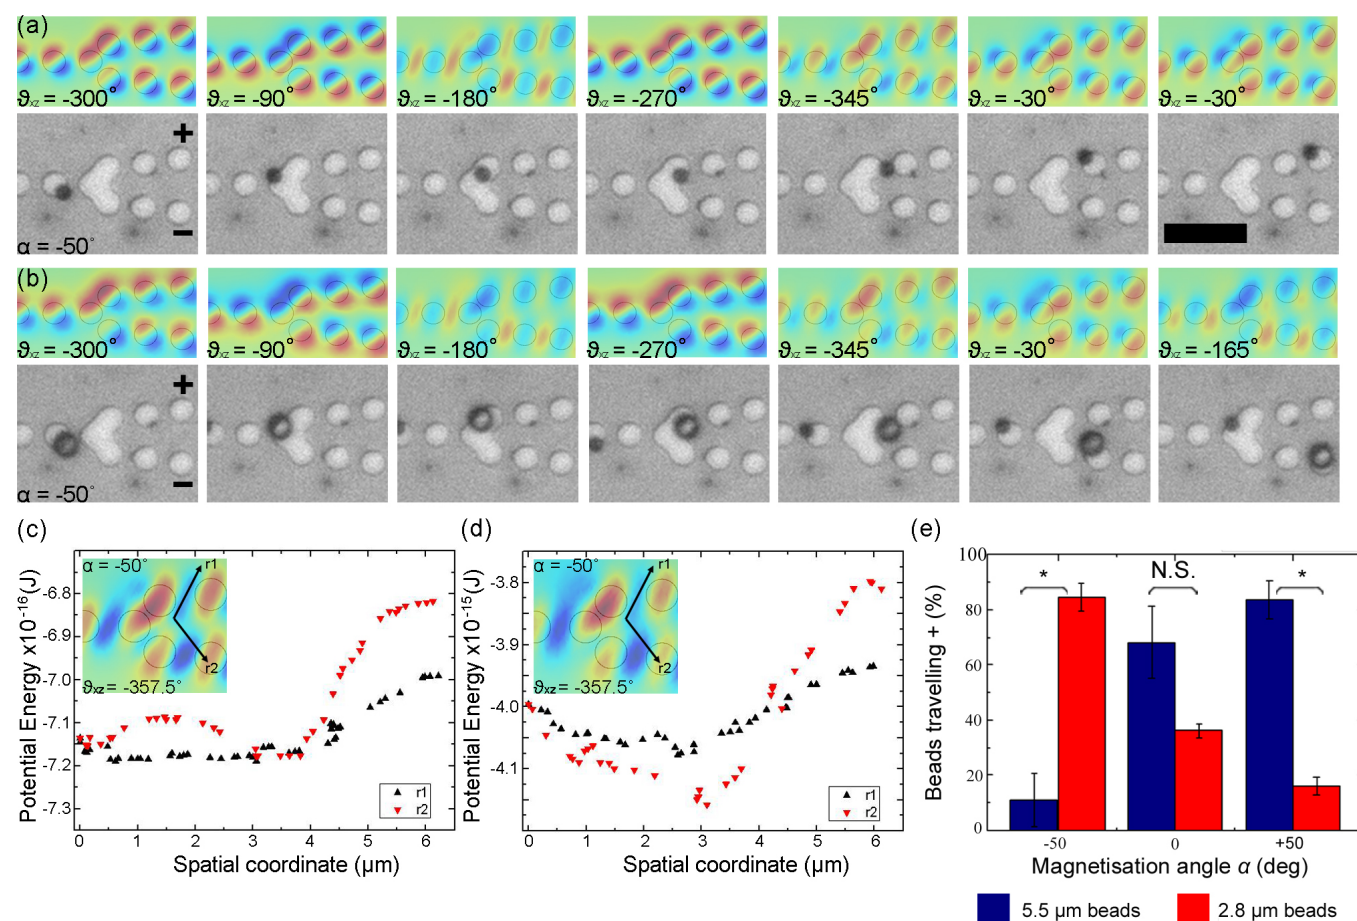 (a)
ϑxz = -300° ϑxz = -90° ϑxz = -180° ϑxz = -270° ϑxz = -345° ϑxz = -30° ϑxz = -30°
+
−
α = -50°
(b)
ϑxz = -300° ϑxz = -90° ϑxz = -180° ϑxz = -270° ϑxz = -345° ϑxz = -30° ϑxz = -165°
+
−
α = -50°
(c)
Potential Energy x10⁻¹⁶ (J)
-6.8
-6.9
-7.0
-7.1
-7.2
-7.3
α = -50°
r1
r2
ϑxz = -357.5°
r1
r2
0 1 2 3 4 5 6
Spatial coordinate (µm)
(d)
Potential Energy x10⁻¹⁵ (J)
-3.8
-3.9
-4.0
-4.1
α = -50°
r1
r2
ϑxz = -357.5°
r1
r2
0 1 2 3 4 5 6
Spatial coordinate (µm)
(e)
Beads travelling + (%)
100
80
60
40
20
0
* N.S. *
-50 0 +50
Magnetisation angle α (deg)
5.5 µm beads 2.8 µm beads